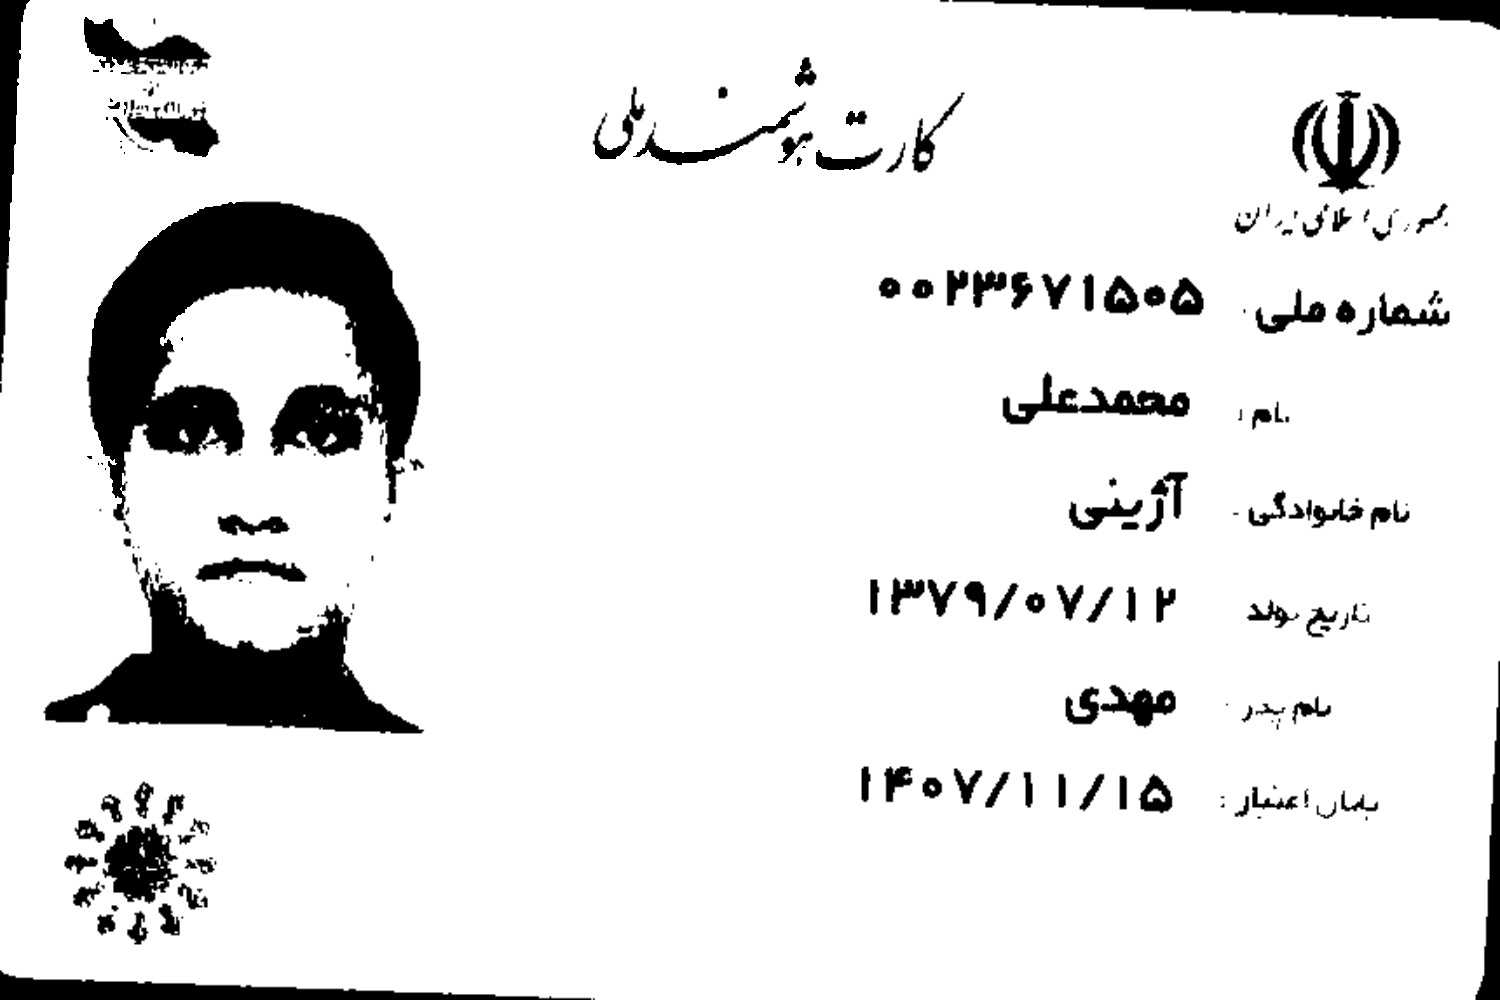 کارت هوشمند ملی
جمهوری اسلامی ایران
شماره ملی: ۰۰۲۳۶۷۱۵۰۵
نام: محمدعلی
نام خانوادگی: آژینی
تاریخ تولد ۱۳۷۹/۰۷/۱۲
نام پدر: مهدی
پایان اعتبار: ۱۴۰۷/۱۱/۱۵